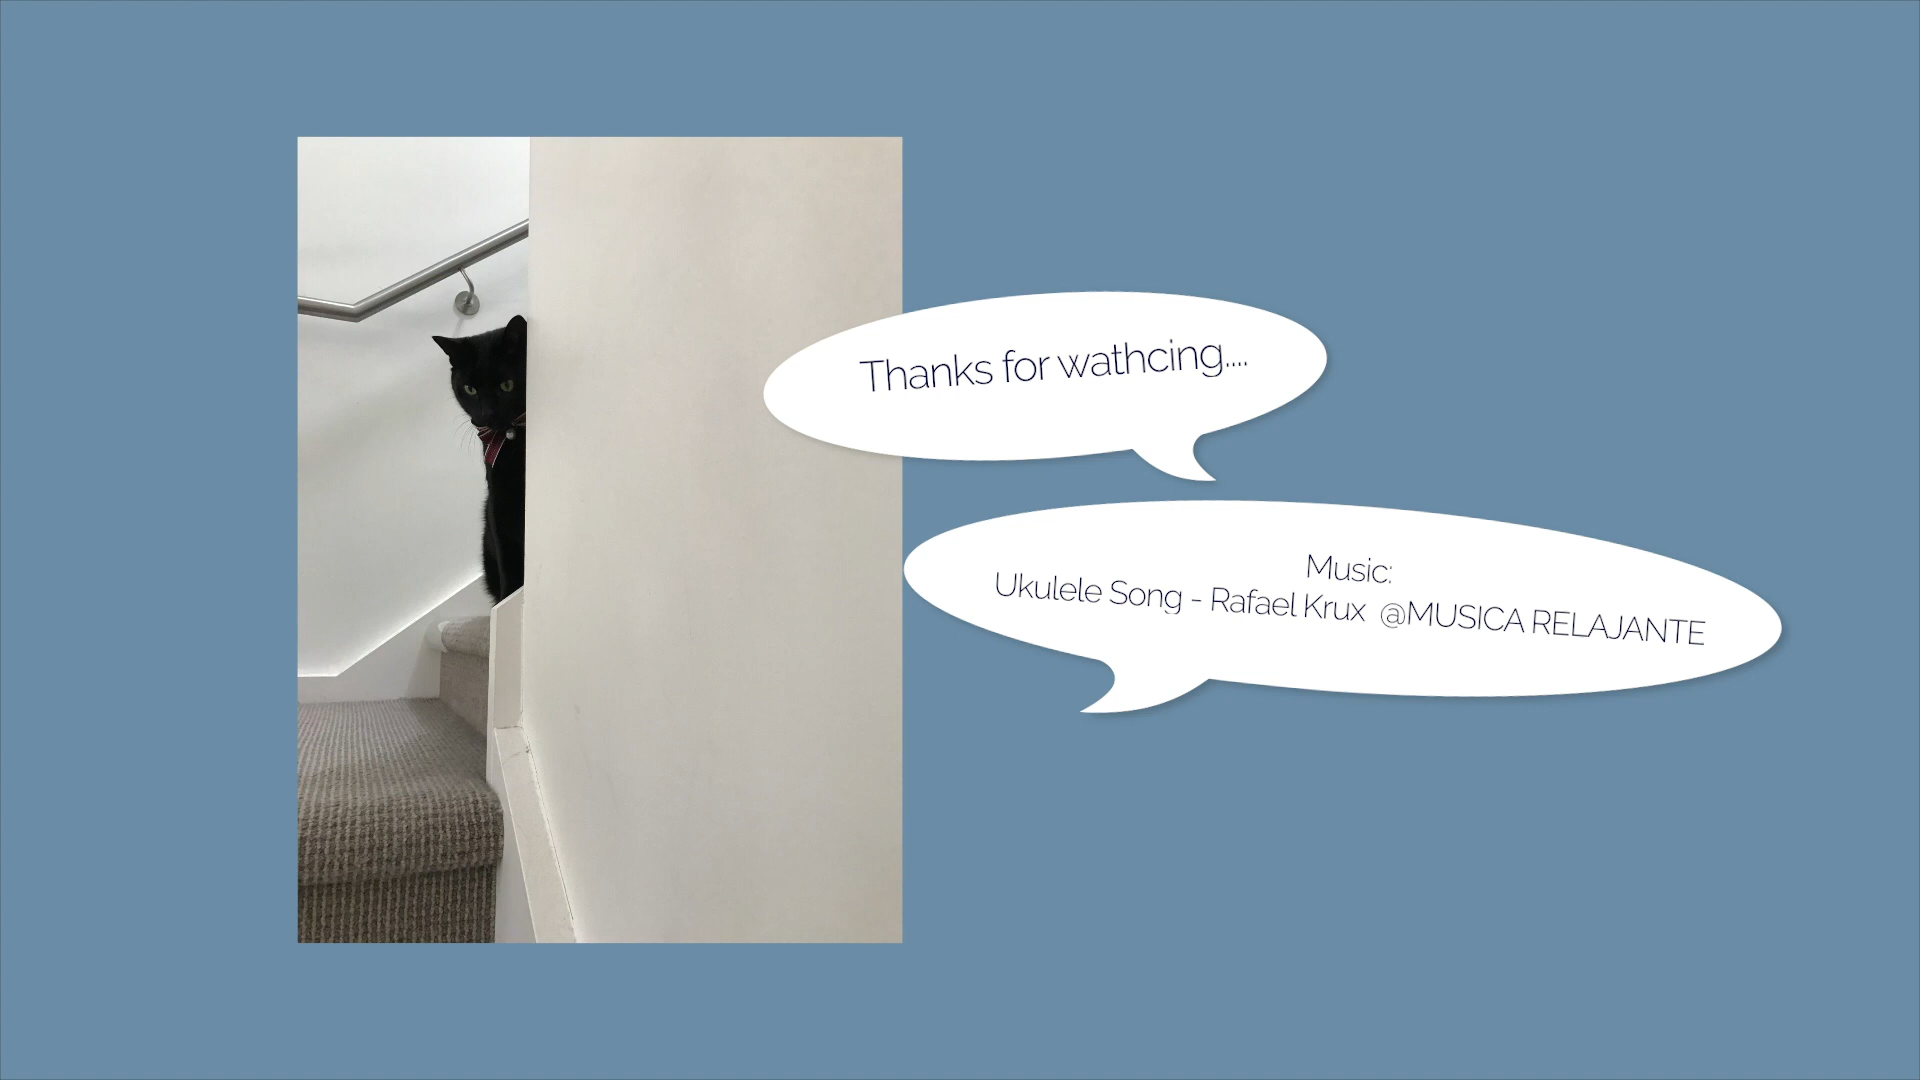 Thanks for wathcing....
Music:
Ukulele Song - Rafael Krux @MUSICA RELAJANTE